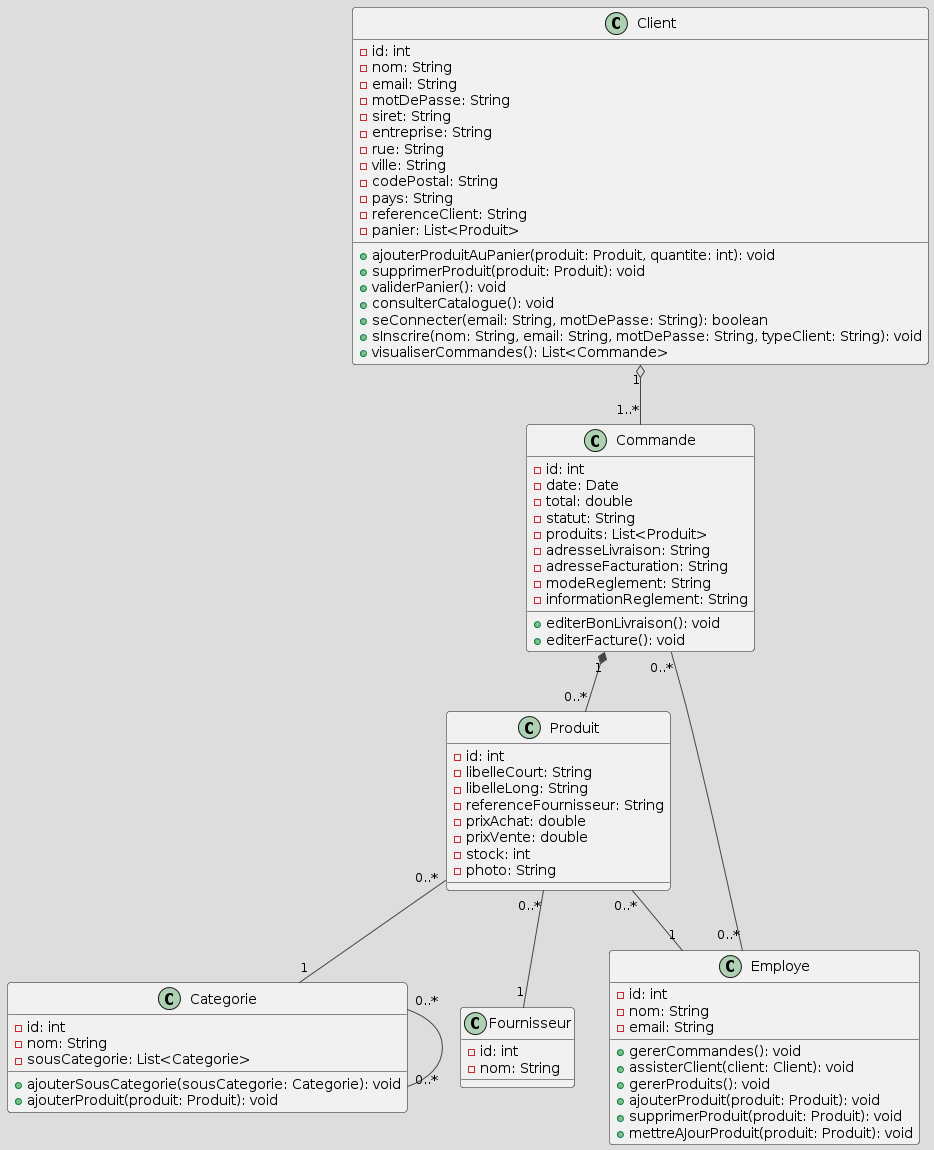 C Client
id: int
nom: String
email: String
motDePasse: String
siret: String
entreprise: String
rue: String
ville: String
codePostal: String
pays: String
referenceClient: String
panier: List<Produit>
ajouterProduitAuPanier(produit: Produit, quantite: int): void
supprimerProduit(produit: Produit): void
validerPanier(): void
consulterCatalogue(): void
seConnecter(email: String, motDePasse: String): boolean
sInscrire(nom: String, email: String, motDePasse: String, typeClient: String): void
visualiserCommandes(): List<Commande>
1
1..*
C Commande
id: int
date: Date
total: double
statut: String
produits: List<Produit>
adresseLivraison: String
adresseFacturation: String
modeReglement: String
informationReglement: String
editerBonLivraison(): void
editerFacture(): void
1 0..*
0..*
C Produit
id: int
libelleCourt: String
libelleLong: String
referenceFournisseur: String
prixAchat: double
prixVente: double
stock: int
photo: String
0..*
0..* 0..*
1 0..*
1
C Categorie
id: int
nom: String
sousCategorie: List<Categorie>
ajouterSousCategorie(sousCategorie: Categorie): void
ajouterProduit(produit: Produit): void
0..*
0..*
1
C Fournisseur
id: int
nom: String
C Employe
id: int
nom: String
email: String
gererCommandes(): void
assisterClient(client: Client): void
gererProduits(): void
ajouterProduit(produit: Produit): void
supprimerProduit(produit: Produit): void
mettreAJourProduit(produit: Produit): void